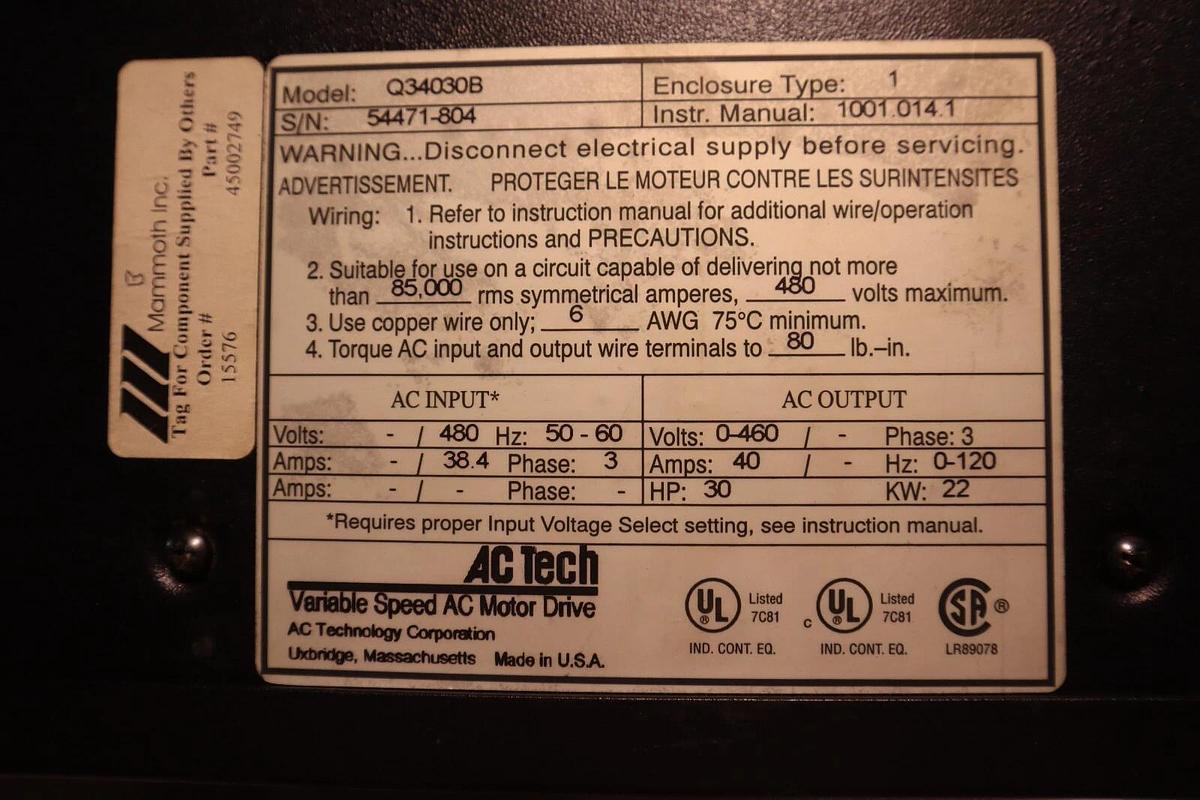 Mammoth Inc.
Tag For Component Supplied By Others
Order # Part #
15576 45002749
Model: Q34030B Enclosure Type: 1
S/N: 54471-804 Instr. Manual: 1001.014.1
WARNING...Disconnect electrical supply before servicing.
ADVERTISSEMENT. PROTEGER LE MOTEUR CONTRE LES SURINTENSITES
Wiring: 1. Refer to instruction manual for additional wire/operation
instructions and PRECAUTIONS.
2. Suitable for use on a circuit capable of delivering not more
than 85,000 rms symmetrical amperes, 480 volts maximum.
3. Use copper wire only; 6 AWG 75°C minimum.
4. Torque AC input and output wire terminals to 80 lb.-in.
AC INPUT* AC OUTPUT
Volts: - / 480 Hz: 50-60 Volts: 0-460 / - Phase: 3
Amps: - / 38.4 Phase: 3 Amps: 40 / - Hz: 0-120
Amps: - / - Phase: - HP: 30 KW: 22
*Requires proper Input Voltage Select setting, see instruction manual.
AC Tech
Variable Speed AC Motor Drive
AC Technology Corporation
Uxbridge, Massachusetts Made in U.S.A.
UL ® Listed 7C81
IND. CONT. EQ.
c UL ® Listed 7C81
IND. CONT. EQ.
SA ®
LR89078